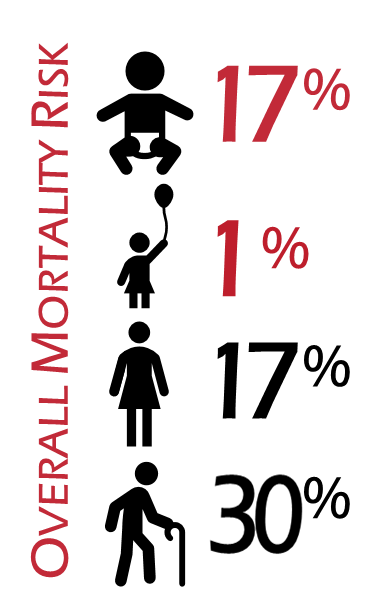 OVERALL MORTALITY RISK
17%
1%
17%
30%